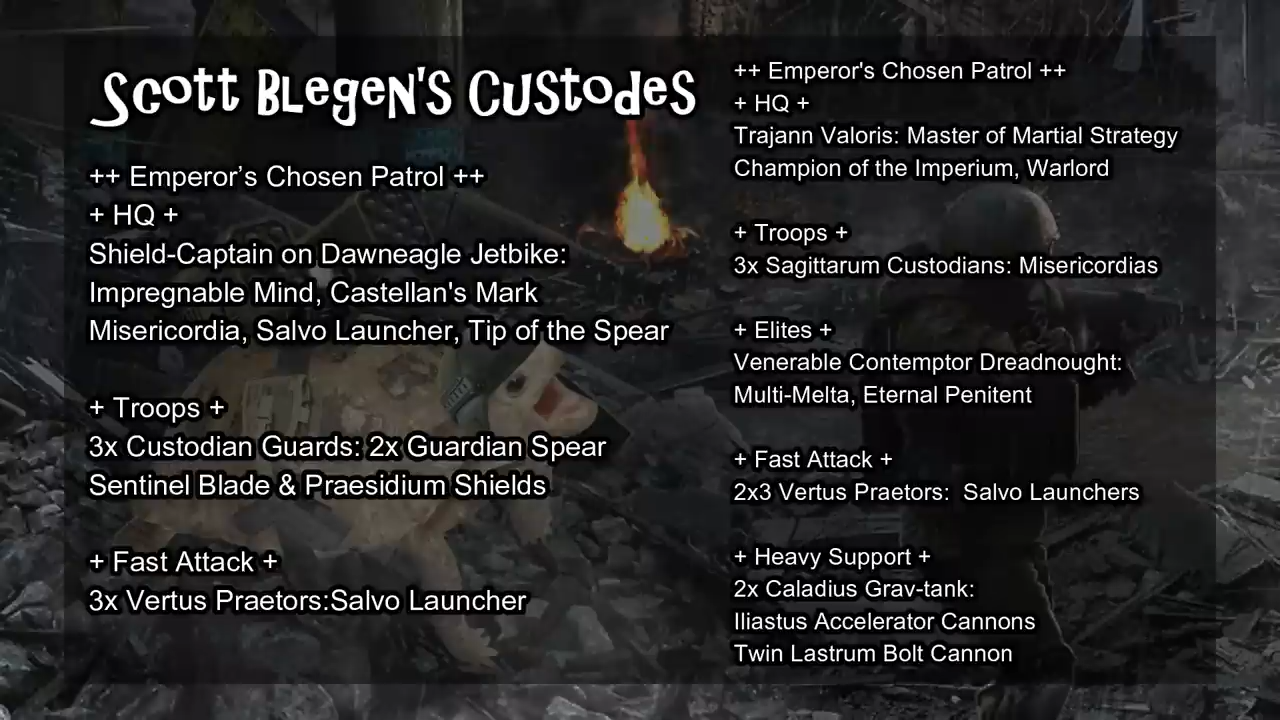 Scott Blegen's Custodes
++ Emperor’s Chosen Patrol ++
+ HQ +
Shield-Captain on Dawneagle Jetbike:
Impregnable Mind, Castellan's Mark
Misericordia, Salvo Launcher, Tip of the Spear
+ Troops +
3x Custodian Guards: 2x Guardian Spear
Sentinel Blade & Praesidium Shields
+ Fast Attack +
3x Vertus Praetors:Salvo Launcher
++ Emperor's Chosen Patrol ++
+ HQ +
Trajann Valoris: Master of Martial Strategy
Champion of the Imperium, Warlord
+ Troops +
3x Sagittarum Custodians: Misericordias
+ Elites +
Venerable Contemptor Dreadnought:
Multi-Melta, Eternal Penitent
+ Fast Attack +
2x3 Vertus Praetors:  Salvo Launchers
+ Heavy Support +
2x Caladius Grav-tank:
Iliastus Accelerator Cannons
Twin Lastrum Bolt Cannon